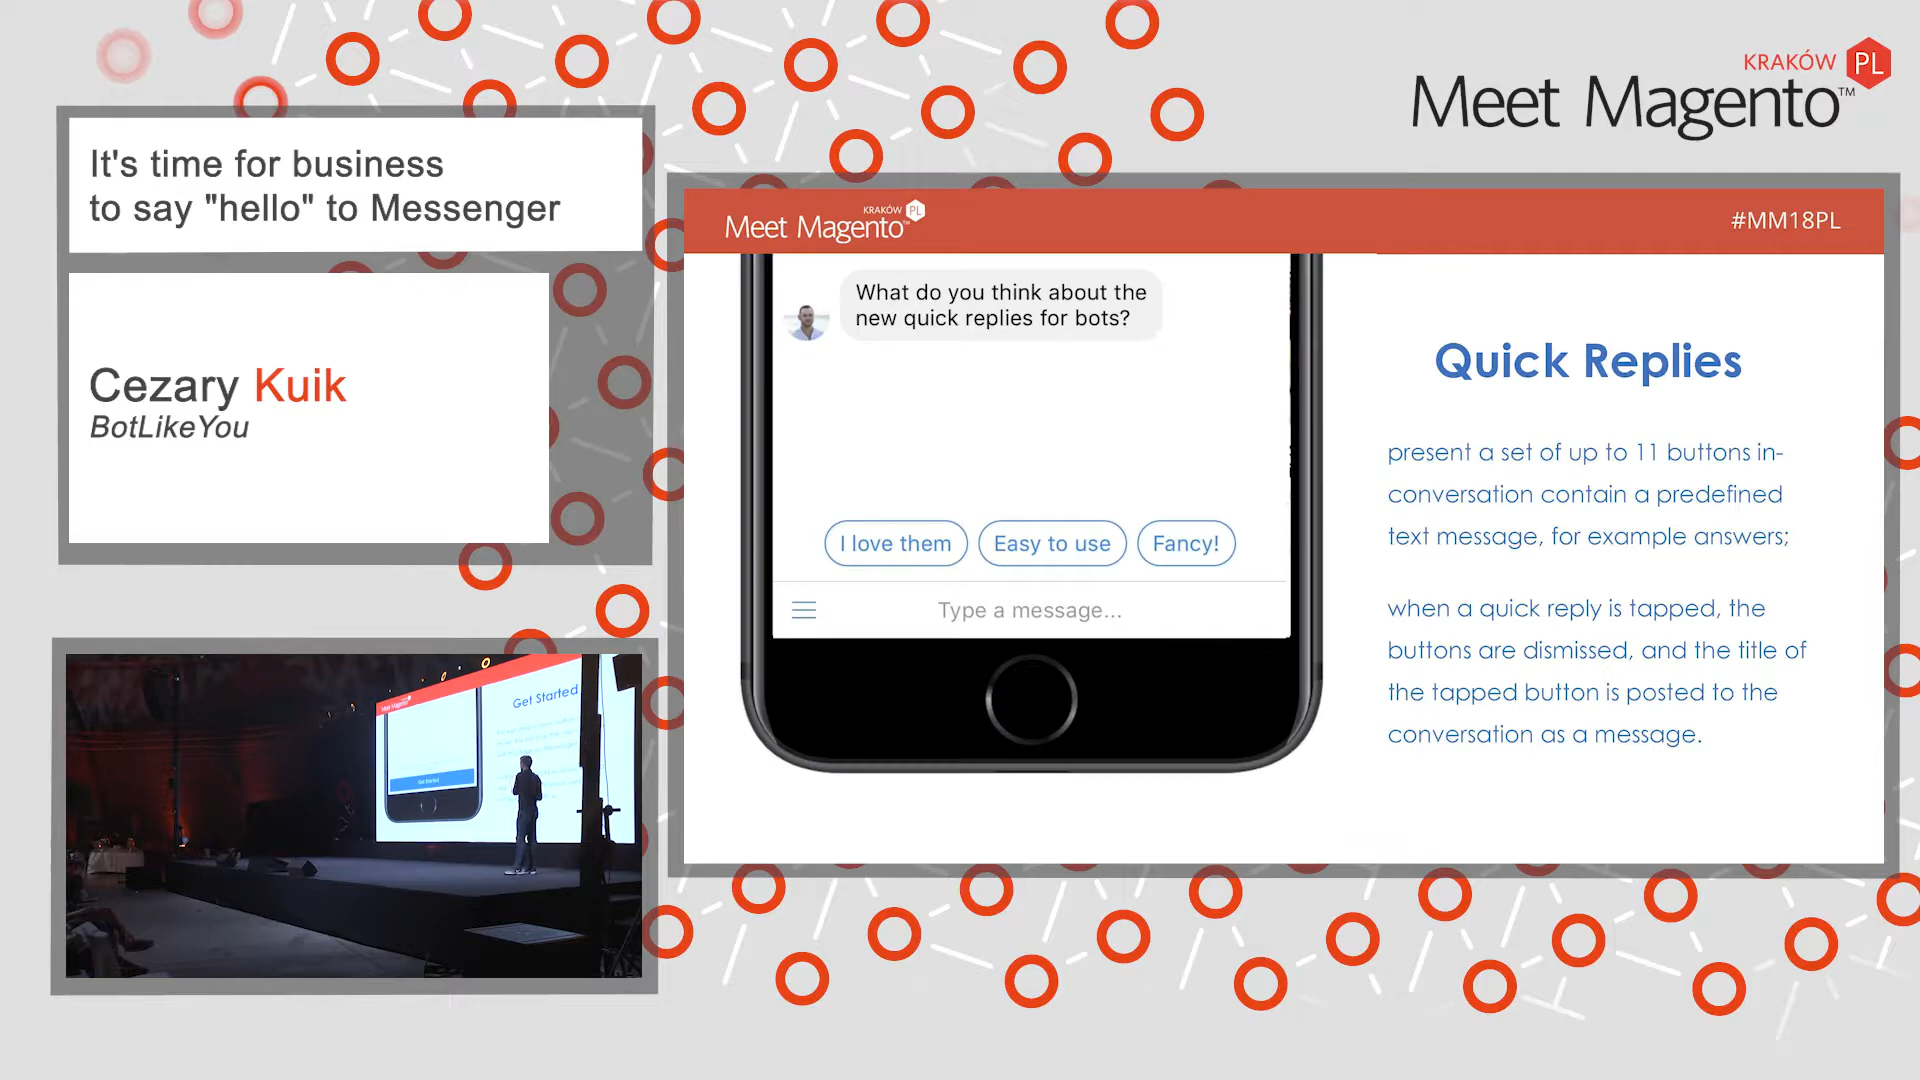 KRAKÓW PL
Meet Magento™
It's time for business
to say "hello" to Messenger
Cezary Kuik
BotLikeYou
KRAKÓW PL
Meet Magento™
#MM18PL
What do you think about the
new quick replies for bots?
I love them
Easy to use
Fancy!
Type a message...
Quick Replies
present a set of up to 11 buttons in-
conversation contain a predefined
text message, for example answers;
when a quick reply is tapped, the
buttons are dismissed, and the title of
the tapped button is posted to the
conversation as a message.
Meet Magento
Get Started
Get Started